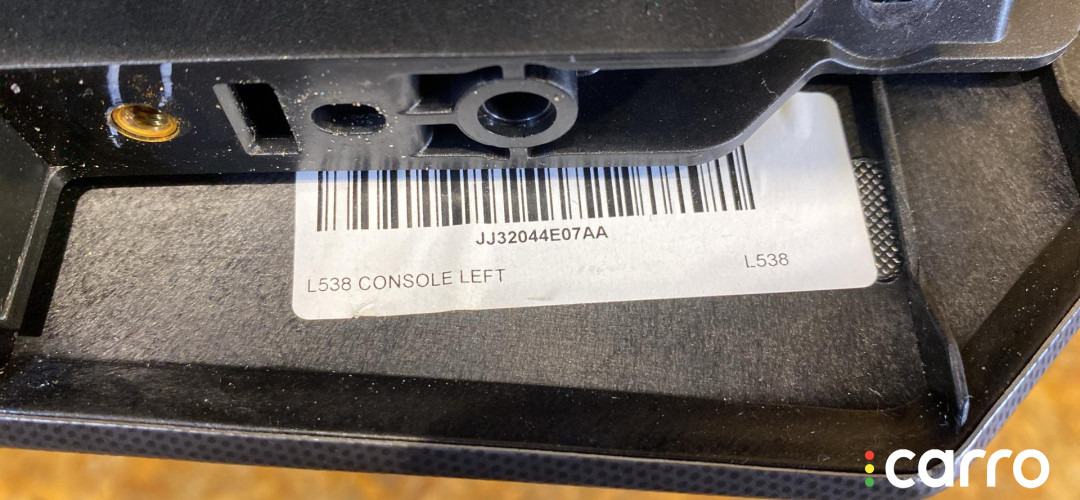 JJ32044E07AA
L538 CONSOLE LEFT L538
carro